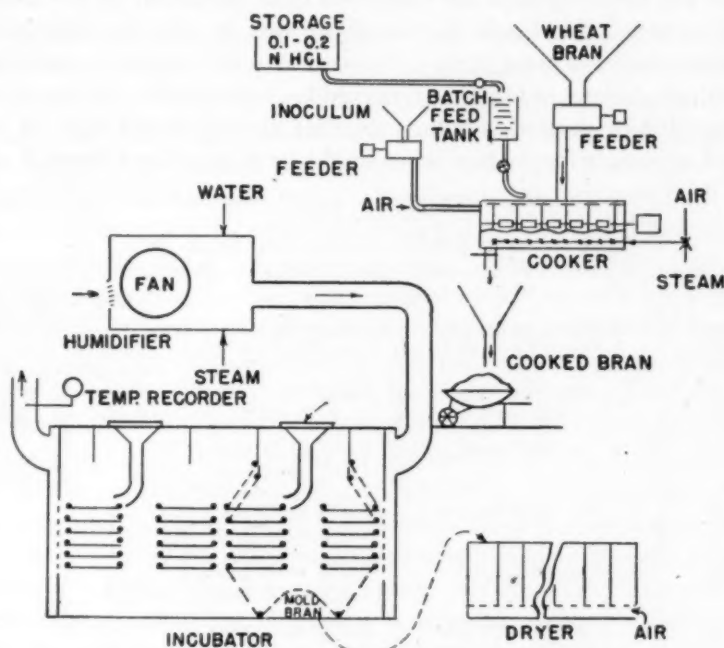 STORAGE
0.1-0.2
N HCL
WHEAT
BRAN
INOCULUM
BATCH
FEED
TANK
FEEDER
FEEDER
WATER
AIR
AIR
STEAM
COOKER
FAN
HUMIDIFIER
STEAM
COOKED BRAN
TEMP. RECORDER
MOLD
BRAN
INCUBATOR
DRYER
AIR